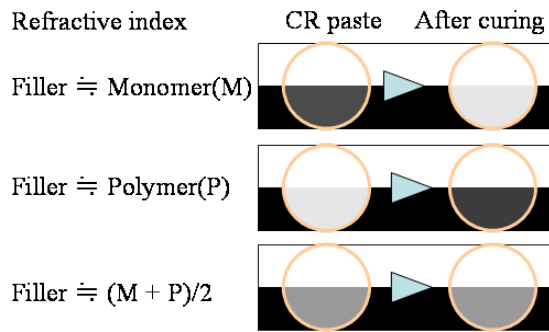 Refractive index CR paste After curing
Filler ≒ Monomer(M)
Filler ≒ Polymer(P)
Filler ≒ (M + P)/2